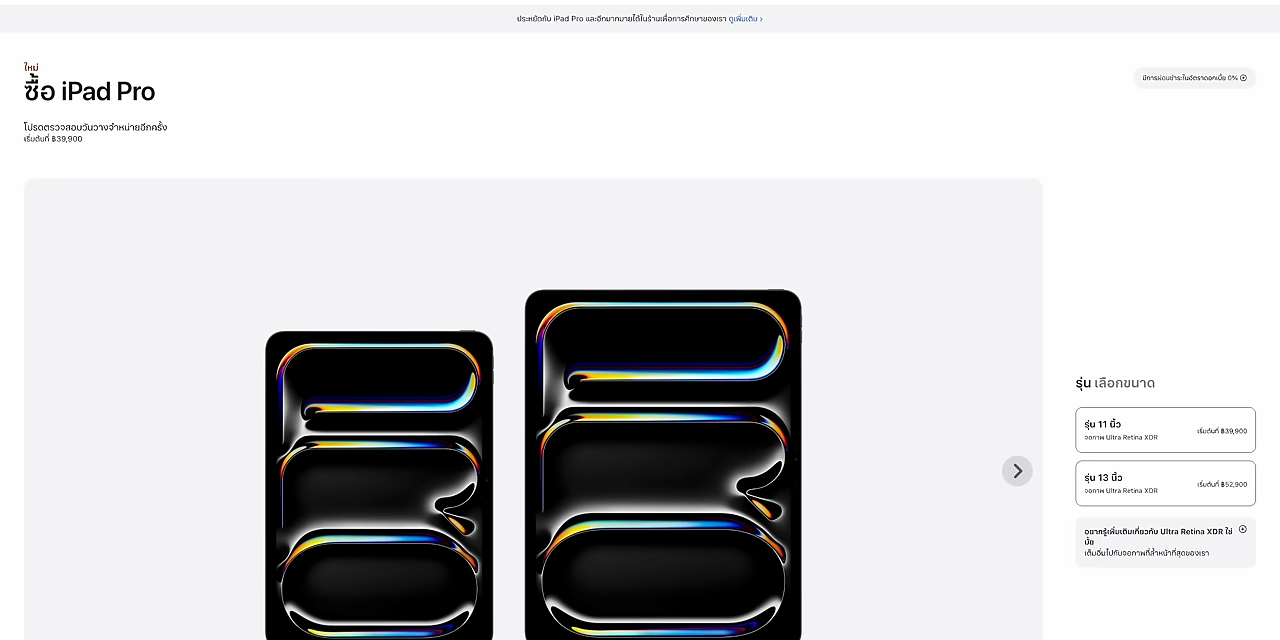 ประหยัดกับ iPad Pro และอีกมากมายได้ในร้านเพื่อการศึกษาของเรา ดูเพิ่มเติม ›
ใหม่
ซื้อ iPad Pro
มีการผ่อนชำระในอัตราดอกเบี้ย 0%
โปรดตรวจสอบวันวางจำหน่ายอีกครั้ง
เริ่มต้นที่ ฿39,900
รุ่น เลือกขนาด
รุ่น 11 นิ้ว
จอภาพ Ultra Retina XDR
เริ่มต้นที่ ฿39,900
รุ่น 13 นิ้ว
จอภาพ Ultra Retina XDR
เริ่มต้นที่ ฿52,900
อยากรู้เพิ่มเติมเกี่ยวกับ Ultra Retina XDR ใช่
มั้ย
เต็มอิ่มไปกับจอภาพที่ล้ำหน้าที่สุดของเรา